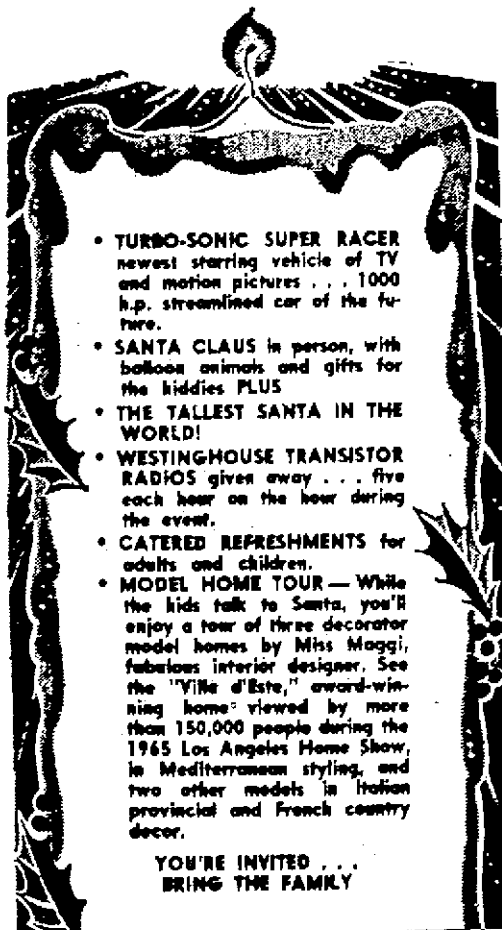 • TURBO-SONIC SUPER RACER
newest starring vehicle of TV
and motion pictures . . . 1000
h.p. streamlined car of the fu-
ture.
• SANTA CLAUS in person, with
balloon animals and gifts for
the kiddies PLUS
• THE TALLEST SANTA IN THE
WORLD!
• WESTINGHOUSE TRANSISTOR
RADIOS given away . . . five
each hour on the hour during
the event.
• CATERED REFRESHMENTS for
adults and children.
• MODEL HOME TOUR — While
the kids talk to Santa, you'll
enjoy a tour of three decorator
model homes by Miss Maggi,
fabulous interior designer. See
the "Ville d'Este," award-win-
ning home viewed by more
than 150,000 people during the
1965 Los Angeles Home Show,
in Mediterranean styling, and
two other models in Italian
provincial and French country
decor.
YOU'RE INVITED . . .
BRING THE FAMILY